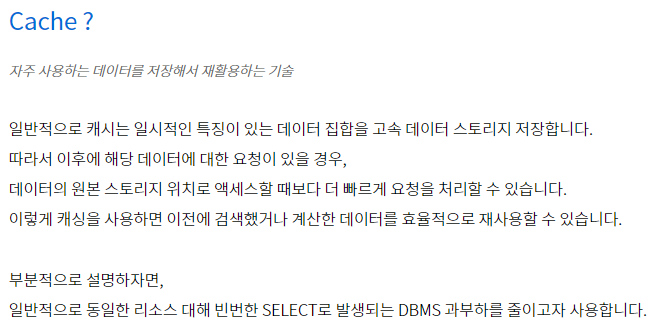 Cache ?
자주 사용하는 데이터를 저장해서 재활용하는 기술
일반적으로 캐시는 일시적인 특징이 있는 데이터 집합을 고속 데이터 스토리지 저장합니다.
따라서 이후에 해당 데이터에 대한 요청이 있을 경우,
데이터의 원본 스토리지 위치로 액세스할 때보다 더 빠르게 요청을 처리할 수 있습니다.
이렇게 캐싱을 사용하면 이전에 검색했거나 계산한 데이터를 효율적으로 재사용할 수 있습니다.
부분적으로 설명하자면,
일반적으로 동일한 리소스 대해 빈번한 SELECT로 발생되는 DBMS 과부하를 줄이고자 사용합니다.